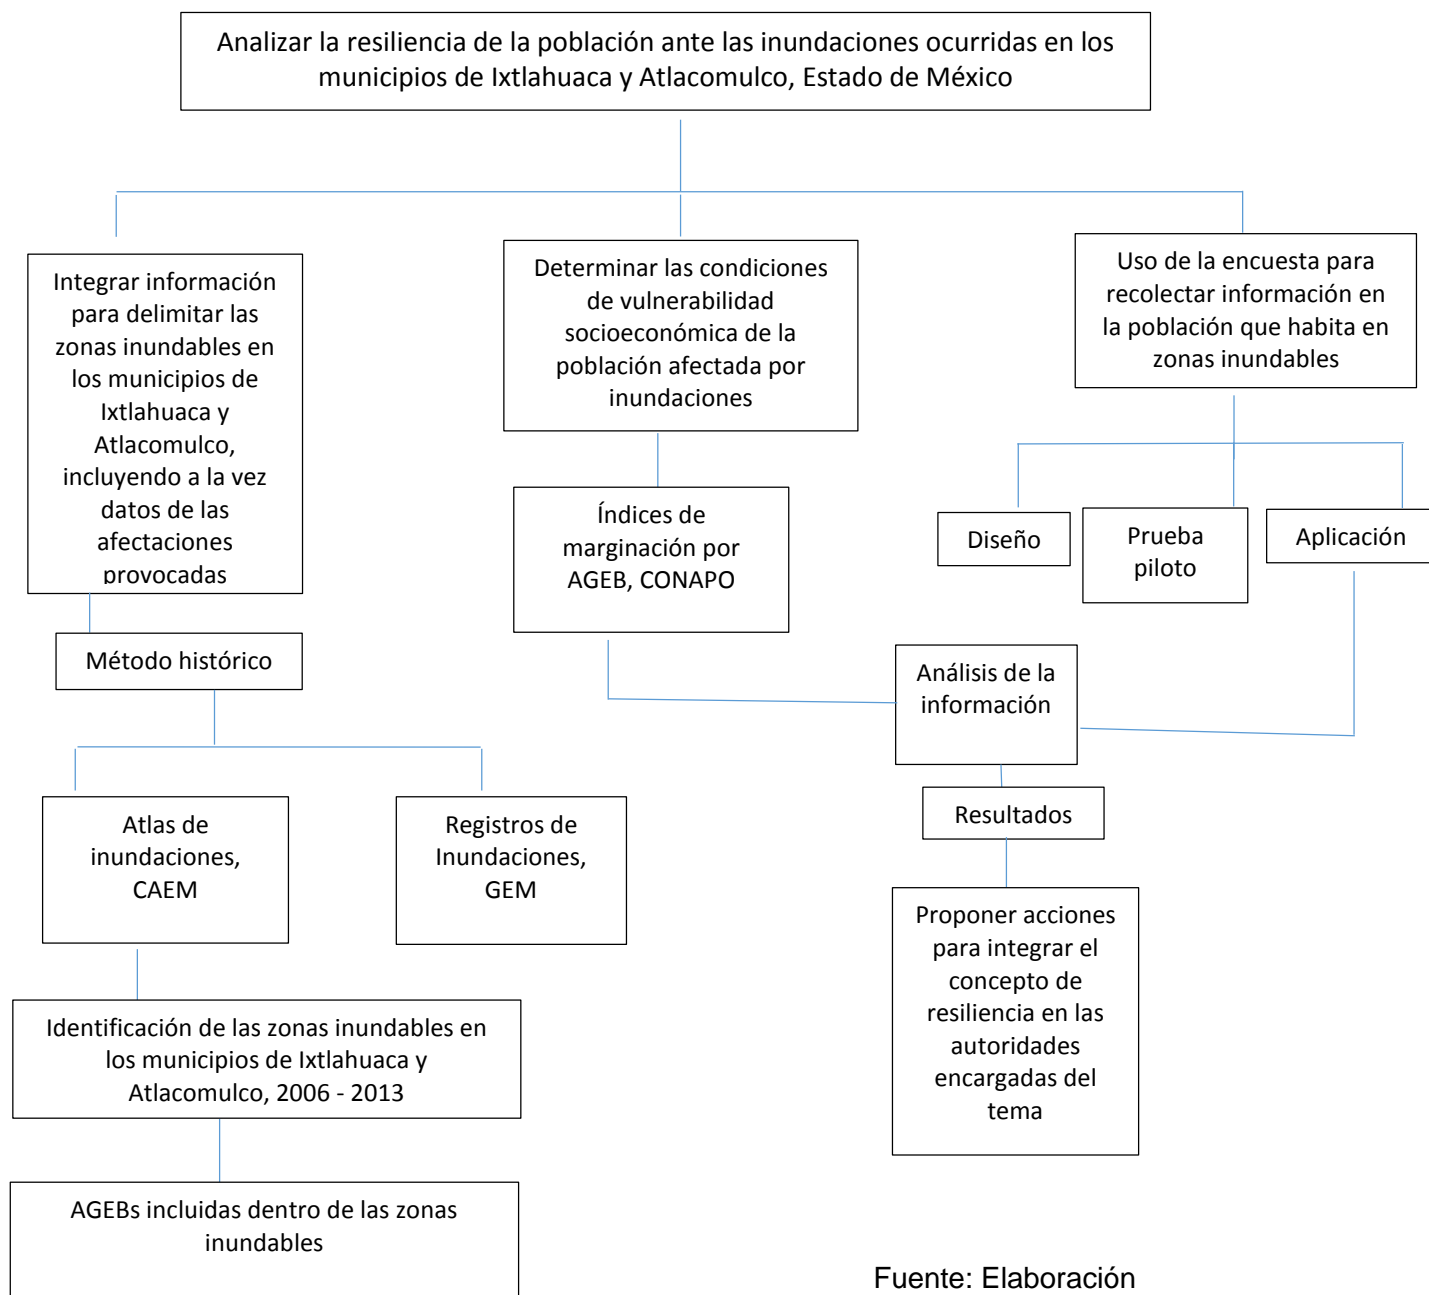 Analizar la resiliencia de la población ante las inundaciones ocurridas en los
municipios de Ixtlahuaca y Atlacomulco, Estado de México
Integrar información
para delimitar las
zonas inundables en
los municipios de
Ixtlahuaca y
Atlacomulco,
incluyendo a la vez
datos de las
afectaciones
provocadas
Determinar las condiciones
de vulnerabilidad
socioeconómica de la
población afectada por
inundaciones
Uso de la encuesta para
recolectar información en
la población que habita en
zonas inundables
Índices de
marginación por
AGEB, CONAPO
Diseño
Prueba
piloto
Aplicación
Método histórico
Análisis de la
información
Atlas de
inundaciones,
CAEM
Registros de
Inundaciones,
GEM
Resultados
Proponer acciones
para integrar el
concepto de
resiliencia en las
autoridades
encargadas del
tema
Identificación de las zonas inundables en
los municipios de Ixtlahuaca y
Atlacomulco, 2006 - 2013
AGEBs incluidas dentro de las zonas
inundables
Fuente: Elaboración